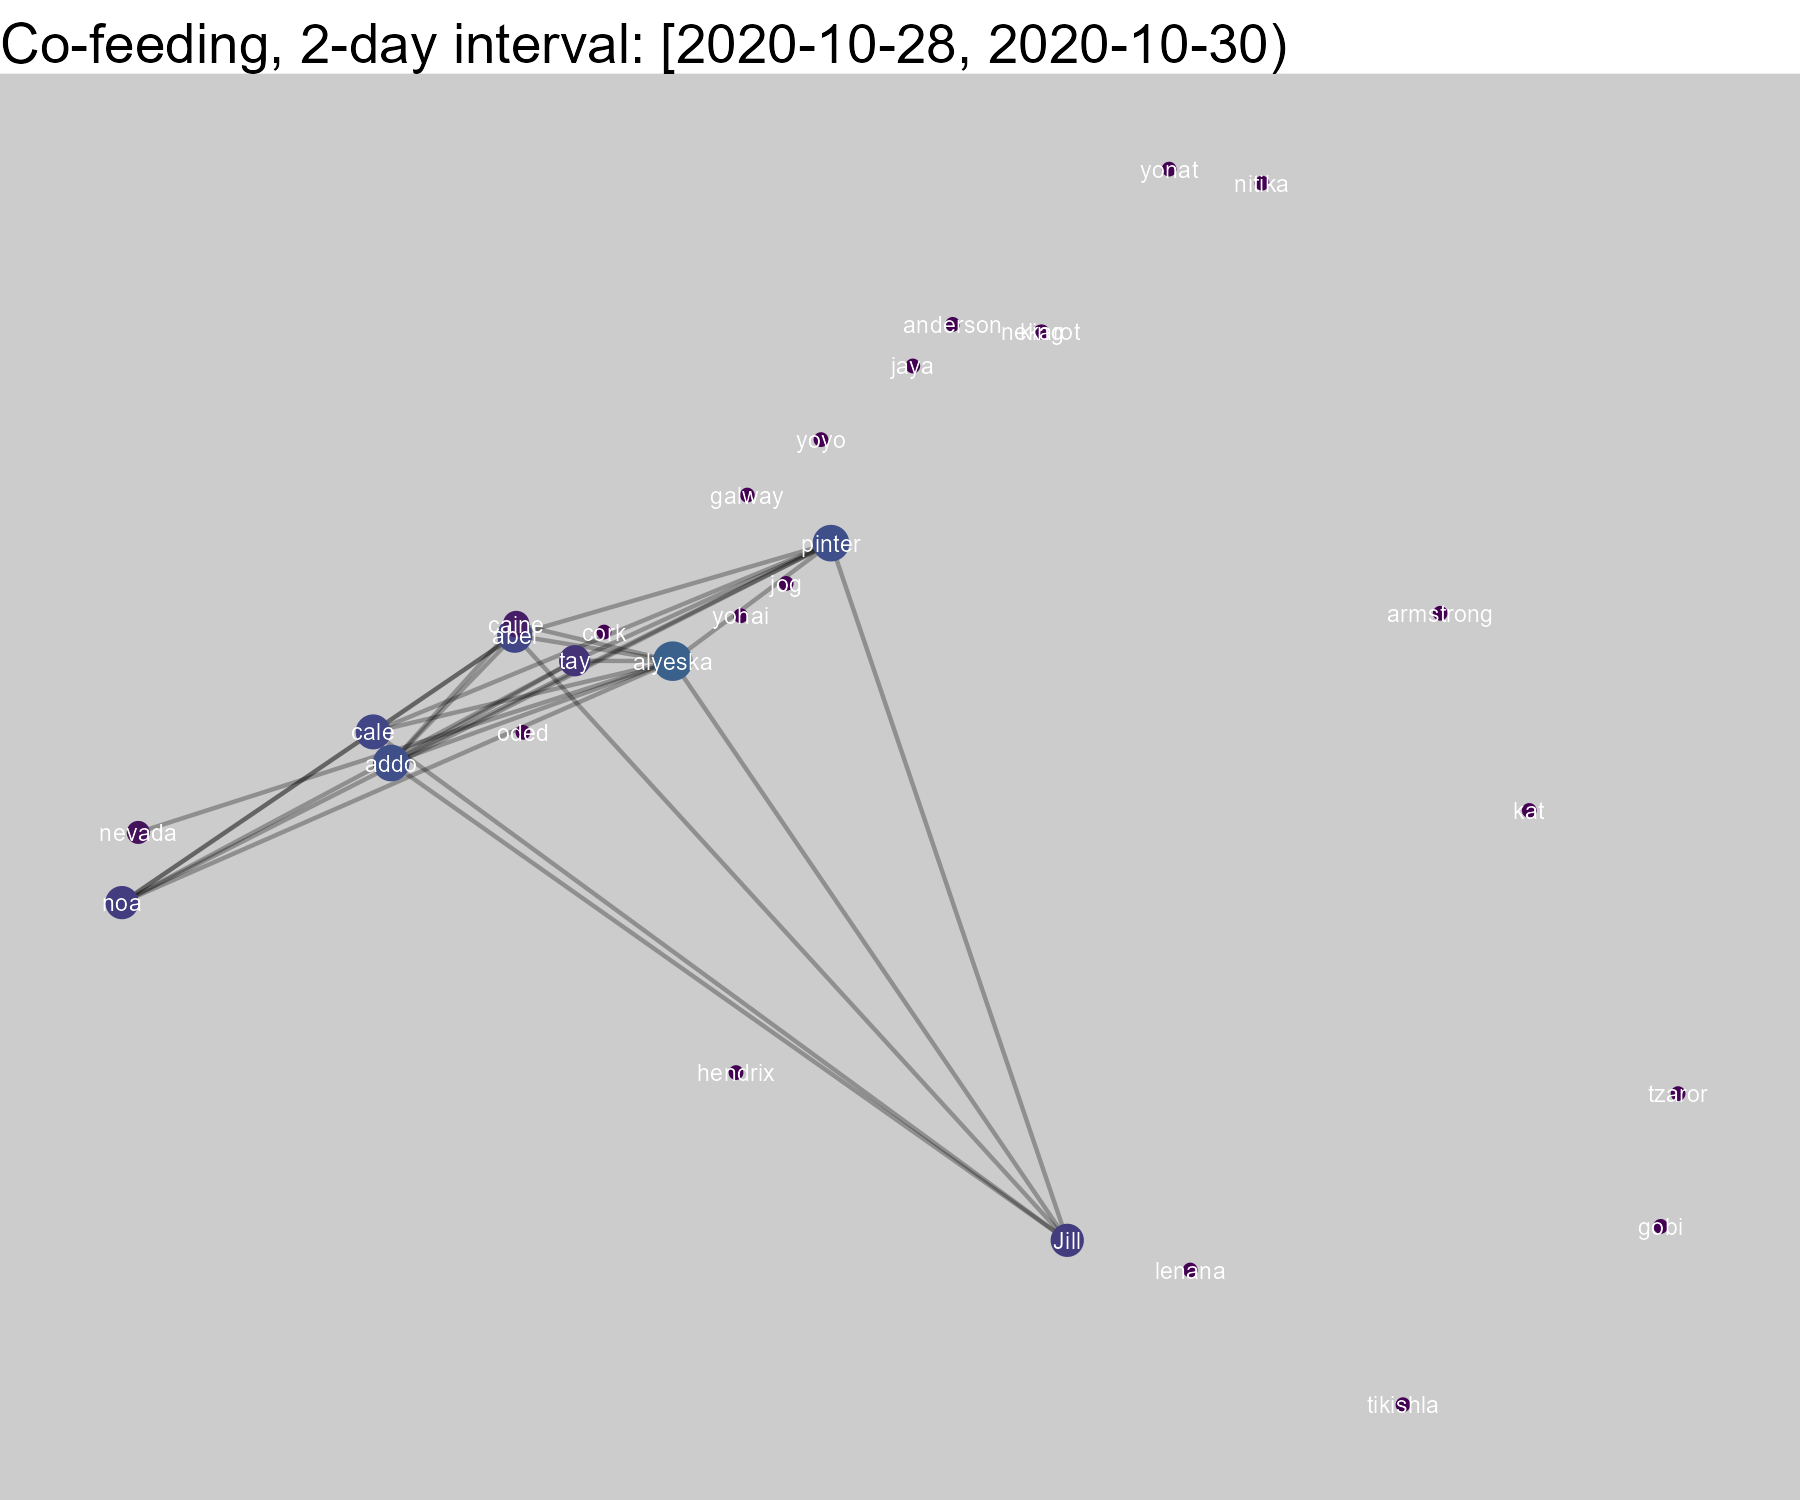 Co-feeding, 2-day interval: [2020-10-28, 2020-10-30)
yonat
nitika
anderson
jaya
yoyo
galway
pinter
jog
yohai
caine
abel
cork
tay
alyeska
armstrong
cale
oded
addo
kat
nevada
noa
hendrix
tzaror
gobi
Jill
lenana
tikishla